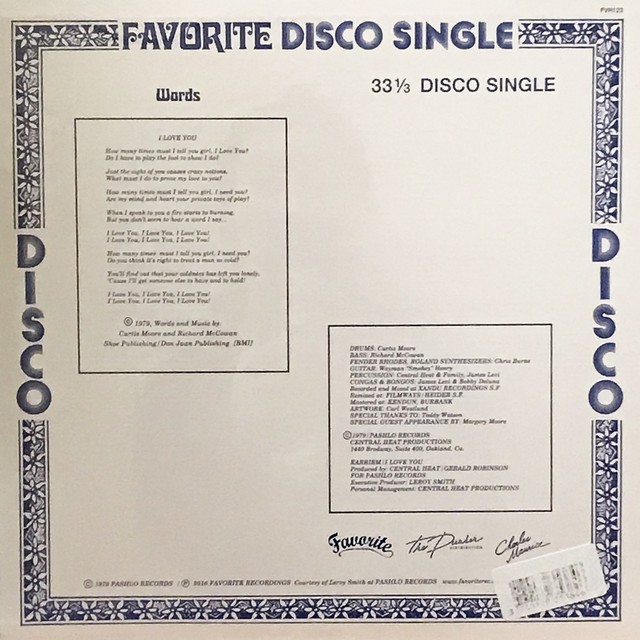 FVR123
FAVORITE DISCO SINGLE
33 1/3 DISCO SINGLE
Words
I LOVE YOU
How many times must I tell you girl, I Love You?
Do I have to play the fool to show I do?
Just the sight of you causes crazy notions,
What must I do to prove my love to you?
How many times must I tell you girl, I need you?
Are my mind and heart your private toys of play?
When I speak to you a fire starts to burning,
But you don't seem to hear a word I say...
I Love You, I Love You, I Love You!
I Love You, I Love You, I Love You!
How many times must I tell you girl, I need you?
Do you think it's right to treat a man so cold?
You'll find out that your coldness has left you lonely,
'Cause I'll get someone else to have and to hold!
I Love You, I Love You, I Love You!
I Love You, I Love You, I Love You!
© 1979, Words and Music by:
Curtis Moore and Richard McCowan
Shoe Publishing/Don Juan Publishing (BMI)
DISCO
DISCO
DRUMS: Curtis Moore
BASS: Richard McCowan
FENDER RHODES, ROLAND SYNTHESIZERS: Chris Burns
GUITAR: Wayman "Smokey" Henry
PERCUSSION: Central Heat & Family, James Levi
CONGAS & BONGOS: James Levi & Bobby Deluna
Recorded and Mixed at XANDU RECORDINGS S.F.
Remixed at: FILMWAYS/HEIDER S.F.
Mastered at: KENDUN, BURBANK
ARTWORK: Carl Westlund
SPECIAL THANKS TO: Teddy Watson
SPECIAL GUEST APPEARANCE BY: Margery Moore
© 1979/PASHLO RECORDS
CENTRAL HEAT PRODUCTIONS
1440 Broadway, Suite 400, Oakland, Ca.
EARRIEM/I LOVE YOU
Produced by: CENTRAL HEAT/GERALD ROBINSON
FOR PASHLO RECORDS
Executive Producer: LEROY SMITH
Personal Management: CENTRAL HEAT PRODUCTIONS
Favorite
DISTRIBUTION
Charles Maurice
© 1979 PASHLO RECORDS / ℗ 2016 FAVORITE RECORDINGS Courtesy of Leroy Smith at PASHLO RECORDS